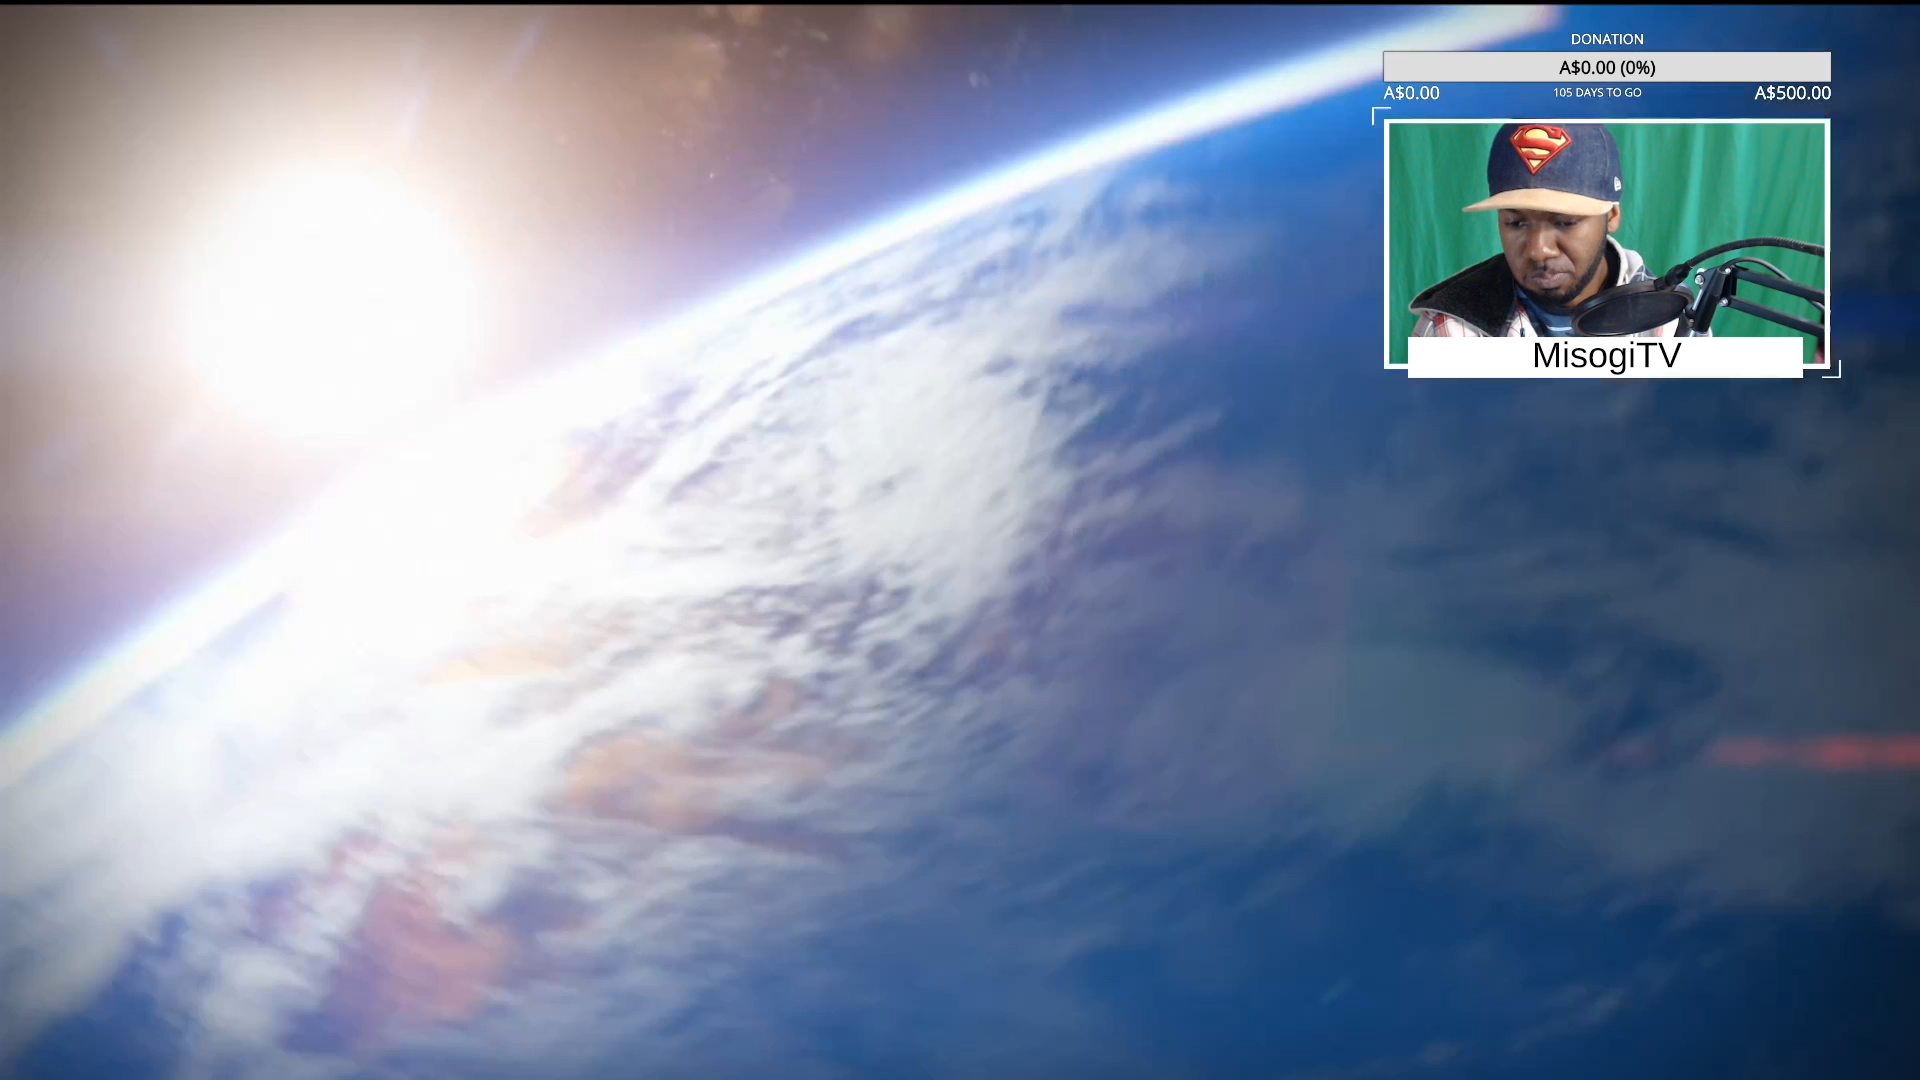 DONATION
A$0.00 (0%)
A$0.00 105 DAYS TO GO A$500.00
MisogiTV